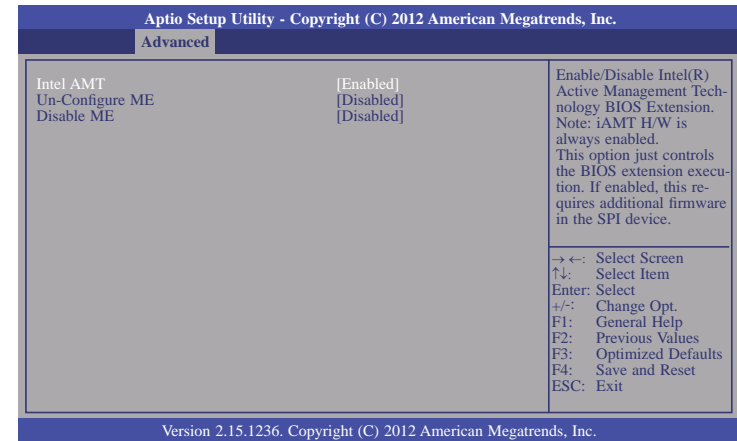 Aptio Setup Utility - Copyright (C) 2012 American Megatrends, Inc.
Advanced
Intel AMT [Enabled]
Un-Configure ME [Disabled]
Disable ME [Disabled]
Enable/Disable Intel(R)
Active Management Tech-
nology BIOS Extension.
Note: iAMT H/W is
always enabled.
This option just controls
the BIOS extension execu-
tion. If enabled, this re-
quires additional firmware
in the SPI device.
→←: Select Screen
↑↓: Select Item
Enter: Select
+/-: Change Opt.
F1: General Help
F2: Previous Values
F3: Optimized Defaults
F4: Save and Reset
ESC: Exit
Version 2.15.1236. Copyright (C) 2012 American Megatrends, Inc.